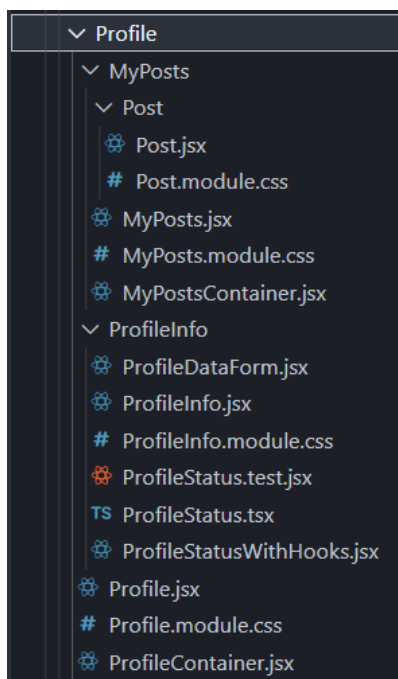 Profile
MyPosts
Post
Post.jsx
# Post.module.css
MyPosts.jsx
# MyPosts.module.css
MyPostsContainer.jsx
ProfileInfo
ProfileDataForm.jsx
ProfileInfo.jsx
# ProfileInfo.module.css
ProfileStatus.test.jsx
TS ProfileStatus.tsx
ProfileStatusWithHooks.jsx
Profile.jsx
# Profile.module.css
ProfileContainer.jsx